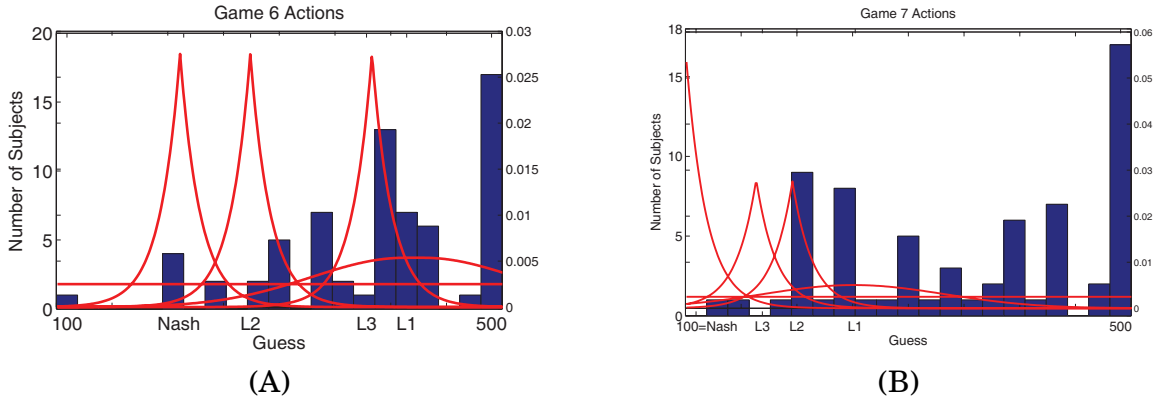 Game 6 Actions
20
15
10
5
0
Number of Subjects
0.03
0.025
0.02
0.015
0.01
0.005
0
100 Nash L2 L3 L1 500
Guess
(A)
Game 7 Actions
18
15
10
5
0
Number of Subjects
0.06
0.05
0.04
0.03
0.02
0.01
0
100=Nash L3 L2 L1 500
Guess
(B)